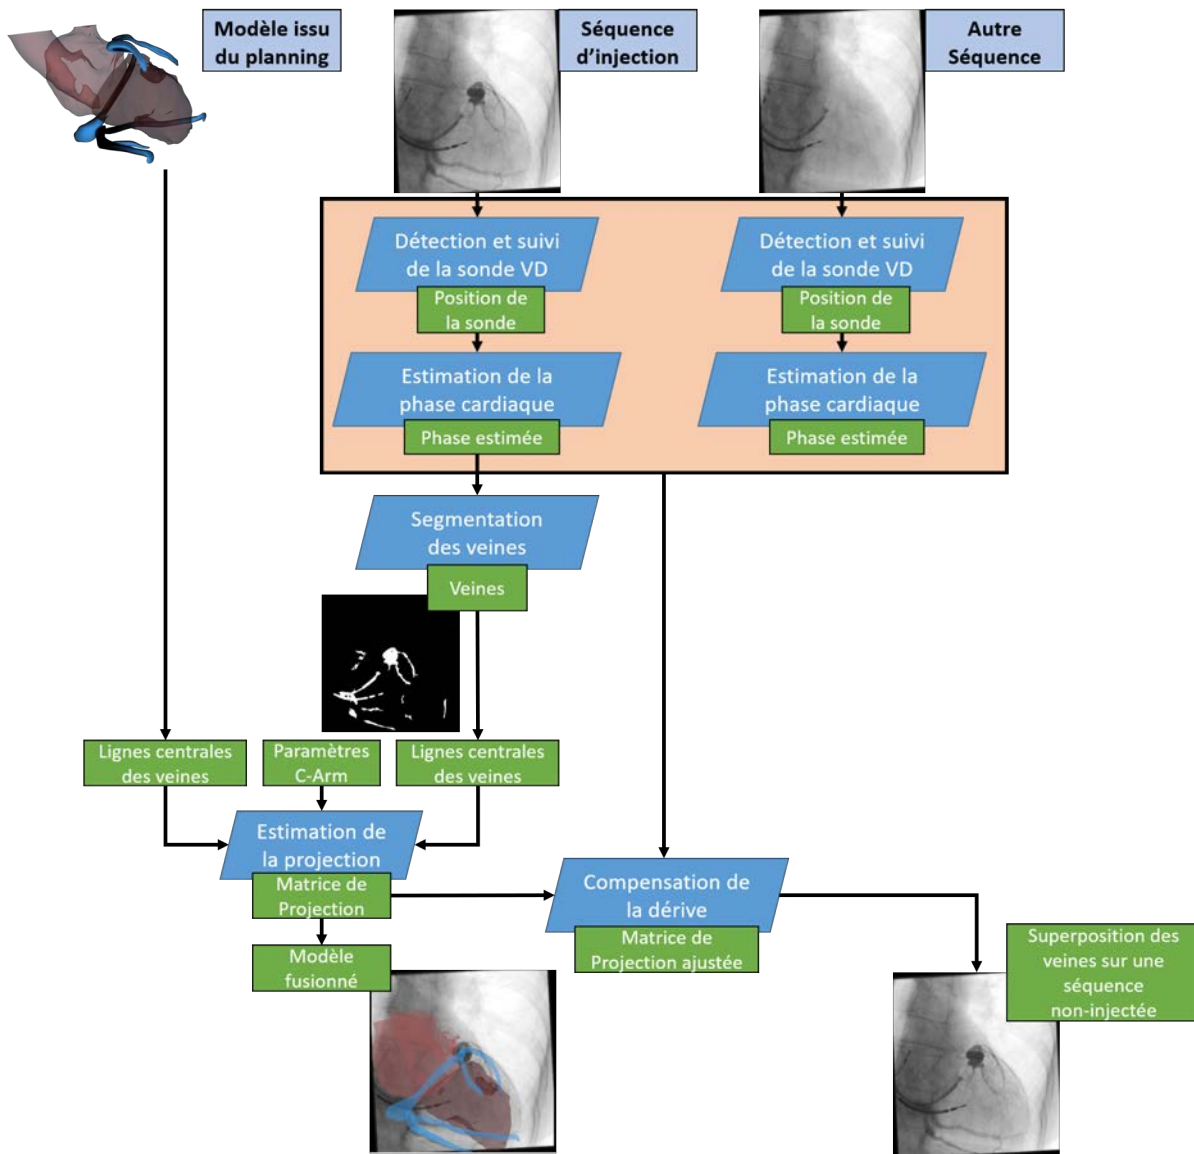 Modèle issu
du planning
Séquence
d'injection
Autre
Séquence
Détection et suivi
de la sonde VD
Position de
la sonde
Estimation de la
phase cardiaque
Phase estimée
Détection et suivi
de la sonde VD
Position de
la sonde
Estimation de la
phase cardiaque
Phase estimée
Segmentation
des veines
Veines
Lignes centrales
des veines
Paramètres
C-Arm
Lignes centrales
des veines
Estimation de
la projection
Matrice de
Projection
Modèle
fusionné
Compensation de
la dérive
Matrice de
Projection ajustée
Superposition des
veines sur une
séquence
non-injectée